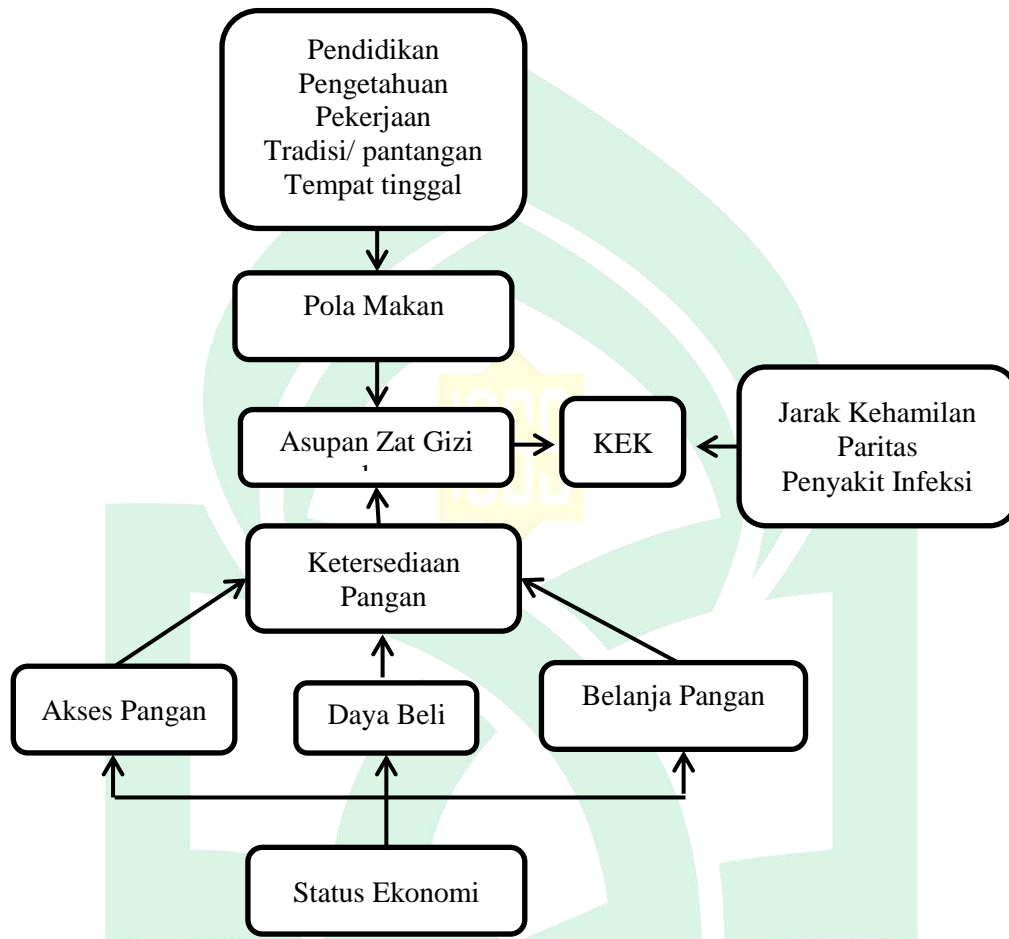 Pendidikan
Pengetahuan
Pekerjaan
Tradisi/ pantangan
Tempat tinggal
Pola Makan
Asupan Zat Gizi
KEK
Jarak Kehamilan
Paritas
Penyakit Infeksi
Ketersediaan
Pangan
Akses Pangan
Daya Beli
Belanja Pangan
Status Ekonomi